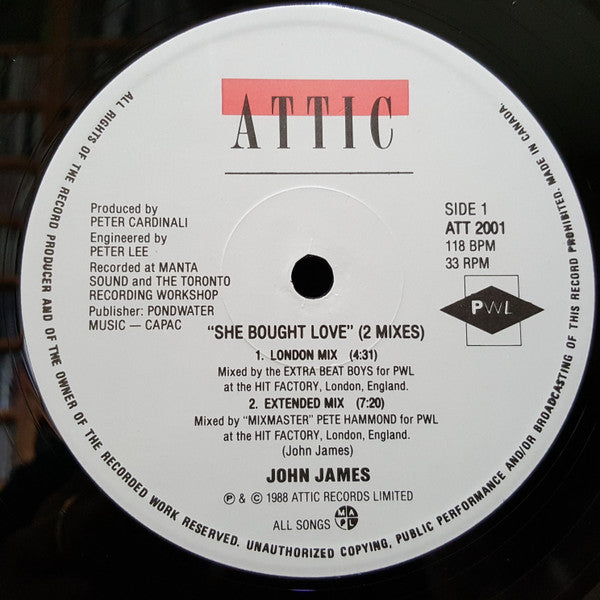 ATTIC
Produced by
PETER CARDINALI
Engineered by
PETER LEE
Recorded at MANTA
SOUND and THE TORONTO
RECORDING WORKSHOP
Publisher: PONDWATER
MUSIC — CAPAC
SIDE 1
ATT 2001
118 BPM
33 RPM
PWL
"SHE BOUGHT LOVE" (2 MIXES)
1. LONDON MIX (4:31)
Mixed by the EXTRA BEAT BOYS for PWL
at the HIT FACTORY, London, England.
2. EXTENDED MIX (7:20)
Mixed by "MIXMASTER" PETE HAMMOND for PWL
at the HIT FACTORY, London, England.
(John James)
JOHN JAMES
℗ & © 1988 ATTIC RECORDS LIMITED
ALL SONGS MAPL
ALL RIGHTS OF THE RECORD PRODUCER AND OF THE OWNER OF THE RECORDED WORK RESERVED. UNAUTHORIZED COPYING, PUBLIC PERFORMANCE AND/OR BROADCASTING OF THIS RECORD PROHIBITED. MADE IN CANADA.